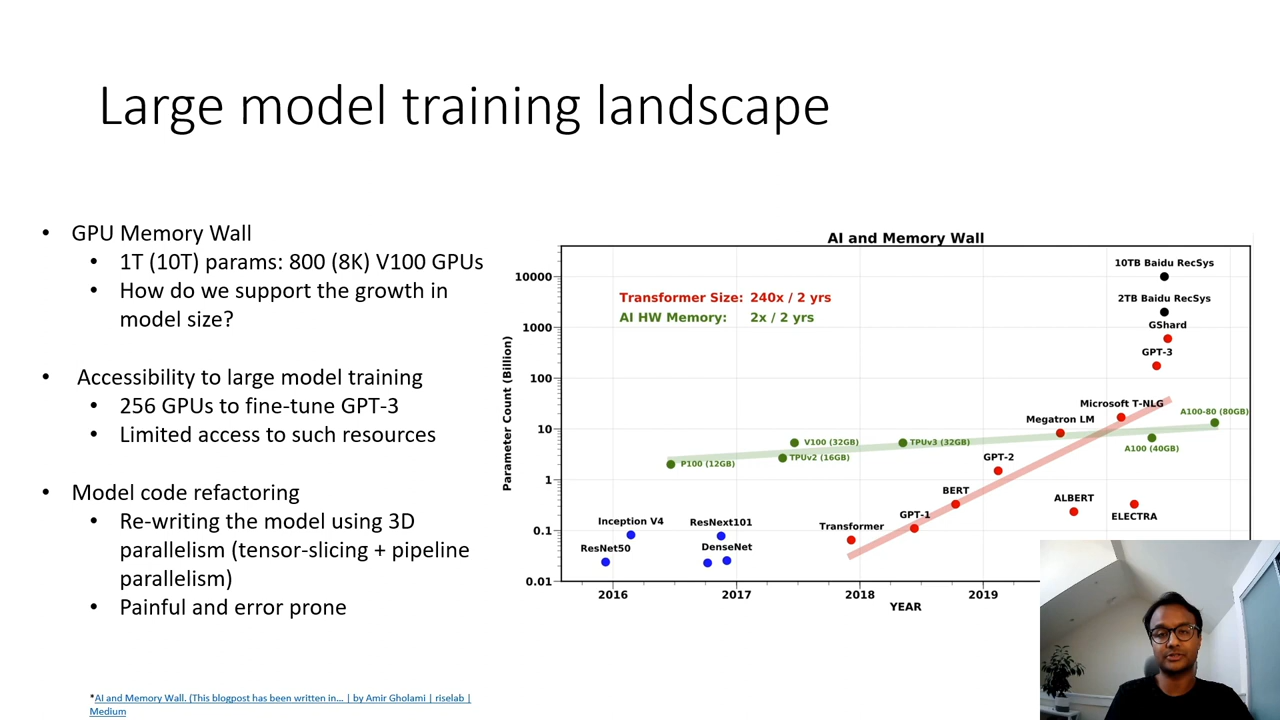 Large model training landscape
• GPU Memory Wall
• 1T (10T) params: 800 (8K) V100 GPUs
• How do we support the growth in
model size?
• Accessibility to large model training
• 256 GPUs to fine-tune GPT-3
• Limited access to such resources
• Model code refactoring
• Re-writing the model using 3D
parallelism (tensor-slicing + pipeline
parallelism)
• Painful and error prone
*AI and Memory Wall. (This blogpost has been written in... | by Amir Gholami | riselab |
Medium
AI and Memory Wall
Transformer Size: 240x / 2 yrs
AI HW Memory: 2x / 2 yrs
Parameter Count (Billion)
10000
1000
100
10
1
0.1
0.01
10TB Baidu RecSys
2TB Baidu RecSys
GShard
GPT-3
Microsoft T-NLG
A100-80 (80GB)
Megatron LM
V100 (32GB)
TPUv3 (32GB)
A100 (40GB)
P100 (12GB)
TPUv2 (16GB)
GPT-2
BERT
ALBERT
GPT-1
ELECTRA
Inception V4
ResNext101
Transformer
ResNet50
DenseNet
2016
2017
2018
2019
YEAR